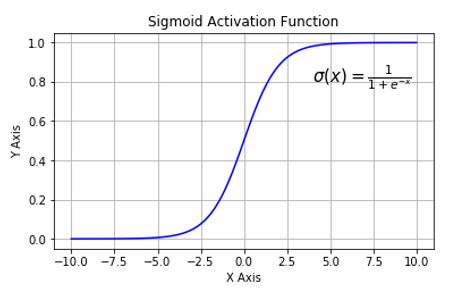 Sigmoid Activation Function
1.0
σ(x) = 1/(1 + e^{-x})
0.8
0.6
Y Axis
0.4
0.2
0.0
−10.0 −7.5 −5.0 −2.5 0.0 2.5 5.0 7.5 10.0
X Axis